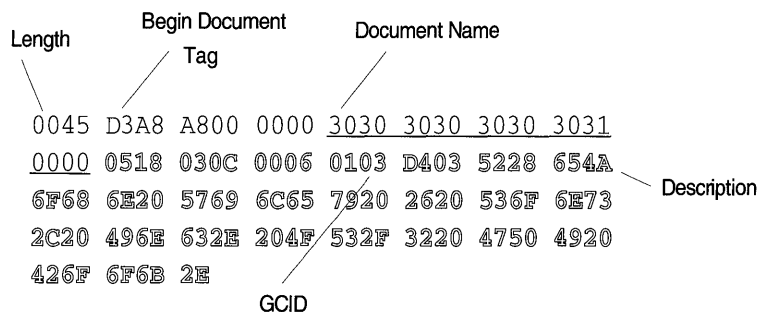 Length
Begin Document
Tag
Document Name
0045 D3A8 A800 0000 3030 3030 3030 3031
0000 0518 030C 0006 0103 D403 5228 654A
6F68 6E20 5769 6C65 7920 2620 536F 6E73
2C20 496E 632E 204F 532F 3220 4750 4920
426F 6F6B 2E
Description
GCID